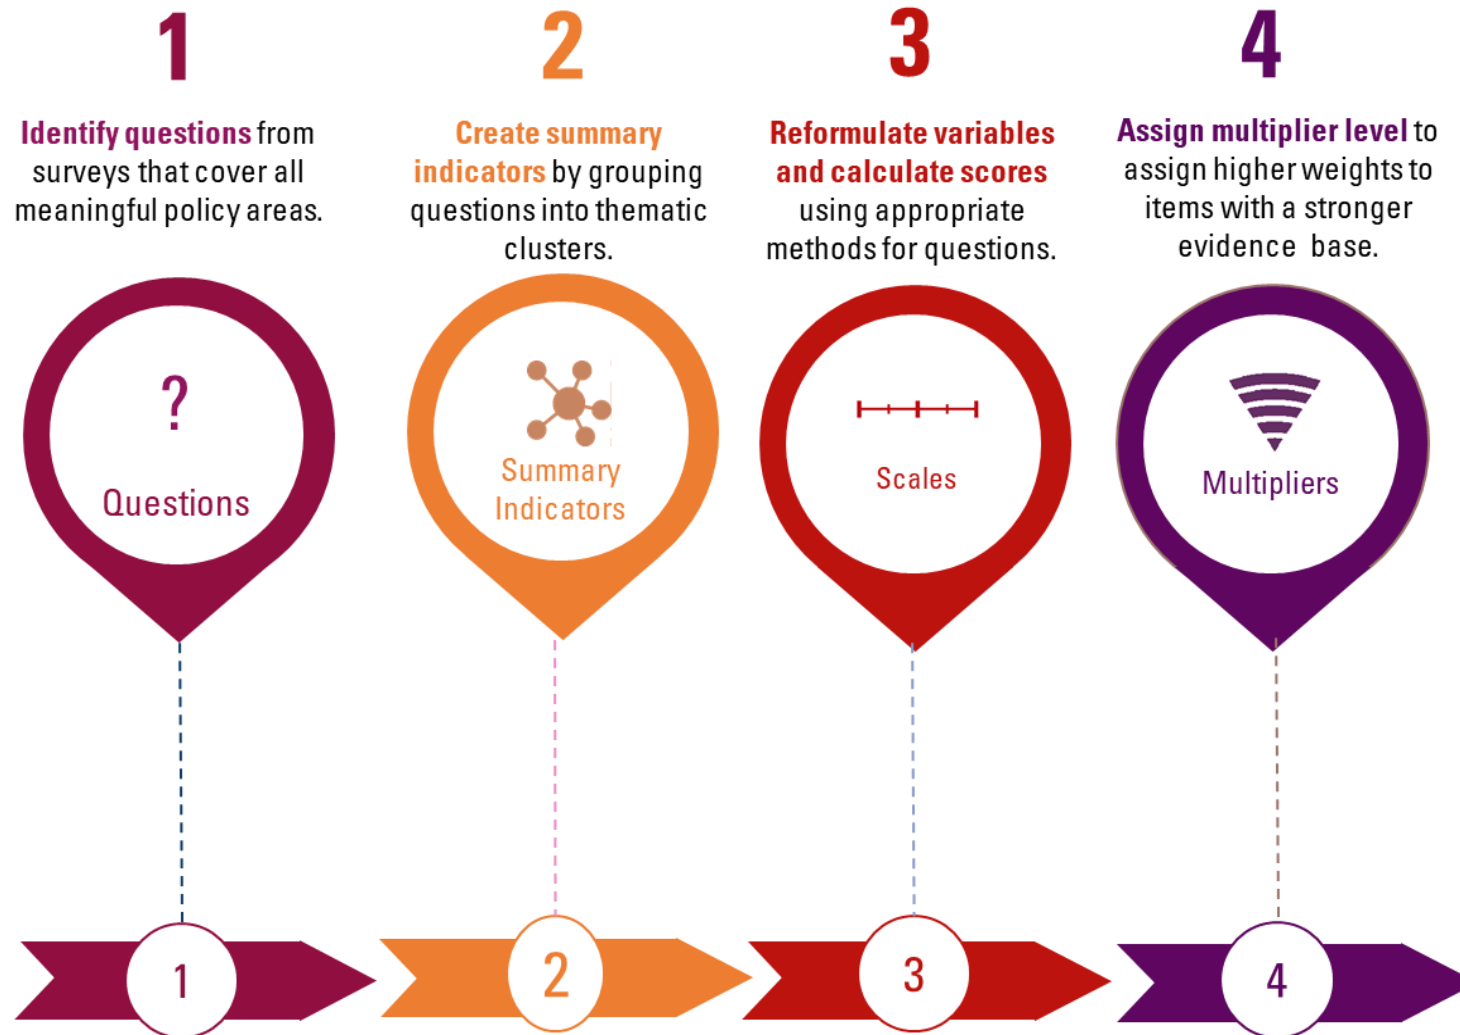 1
Identify questions from
surveys that cover all
meaningful policy areas.
?
Questions
1
2
Create summary
indicators by grouping
questions into thematic
clusters.
Summary
Indicators
2
3
Reformulate variables
and calculate scores
using appropriate
methods for questions.
Scales
3
4
Assign multiplier level to
assign higher weights to
items with a stronger
evidence base.
Multipliers
4